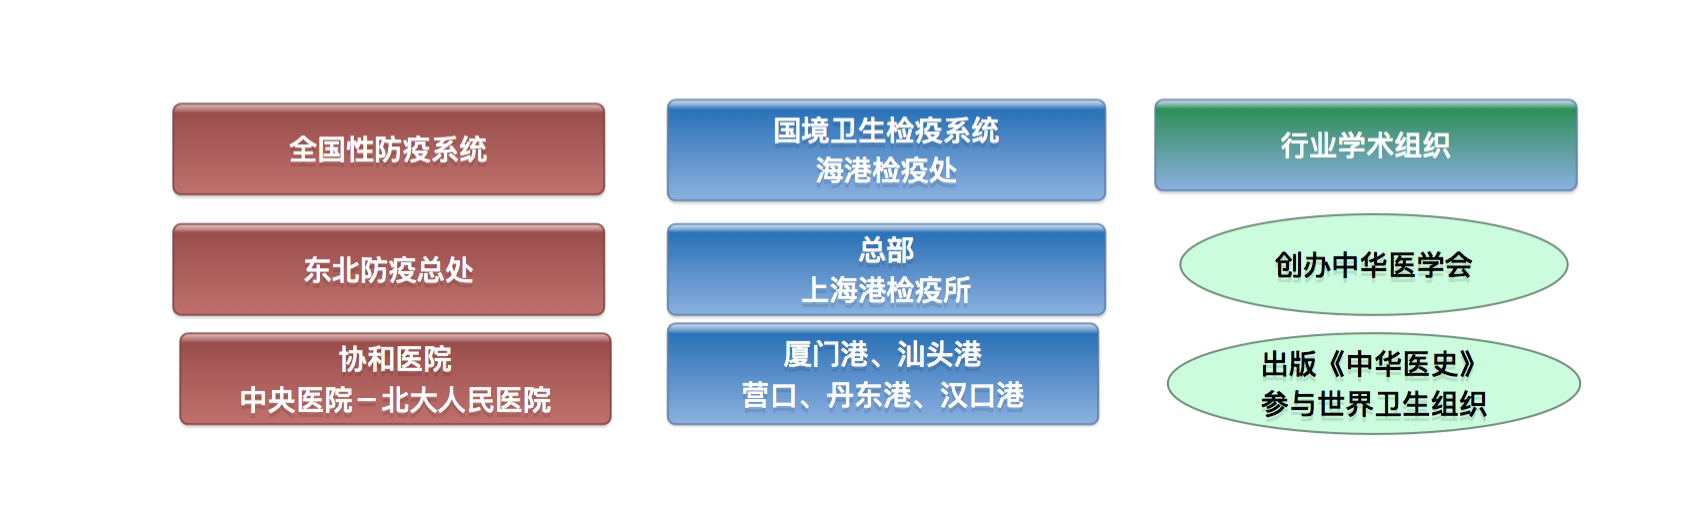 全国性防疫系统
国境卫生检疫系统
海港检疫处
行业学术组织
东北防疫总处
总部
上海港检疫所
创办中华医学会
协和医院
中央医院－北大人民医院
厦门港、汕头港
营口、丹东港、汉口港
出版《中华医史》
参与世界卫生组织